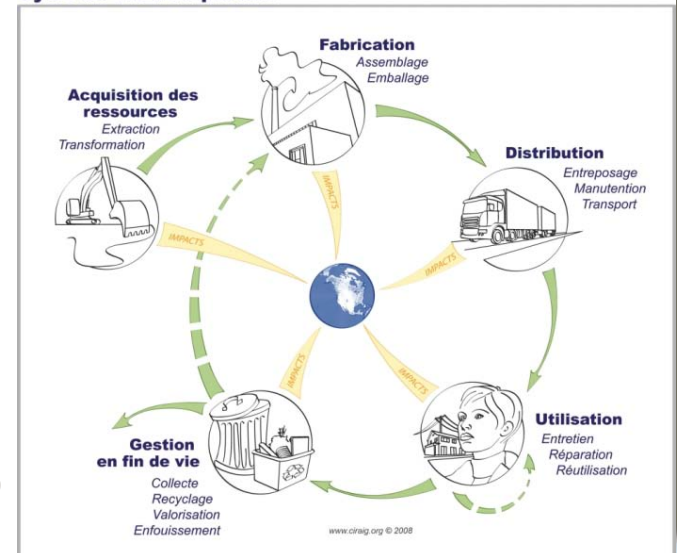 Fabrication
Assemblage
Emballage
Acquisition des
ressources
Extraction
Transformation
Distribution
Entreposage
Manutention
Transport
IMPACTS
IMPACTS
IMPACTS
IMPACTS
IMPACTS
Utilisation
Entretien
Réparation
Réutilisation
Gestion
en fin de vie
Collecte
Recyclage
Valorisation
Enfouissement
www.ciraig.org © 2008